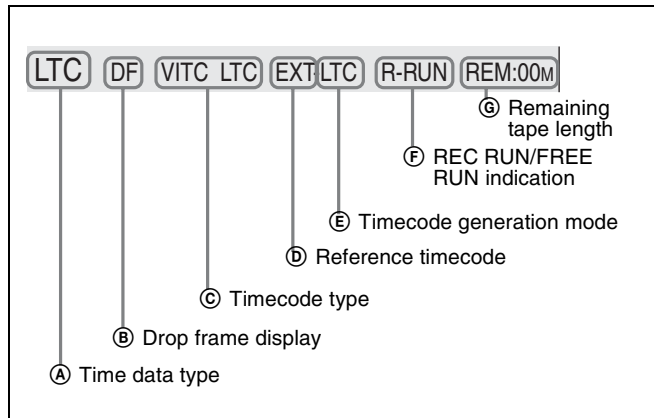 LTC DF VITC LTC EXT-LTC R-RUN REM:00M
G Remaining
tape length
F REC RUN/FREE
RUN indication
E Timecode generation mode
D Reference timecode
C Timecode type
B Drop frame display
A Time data type